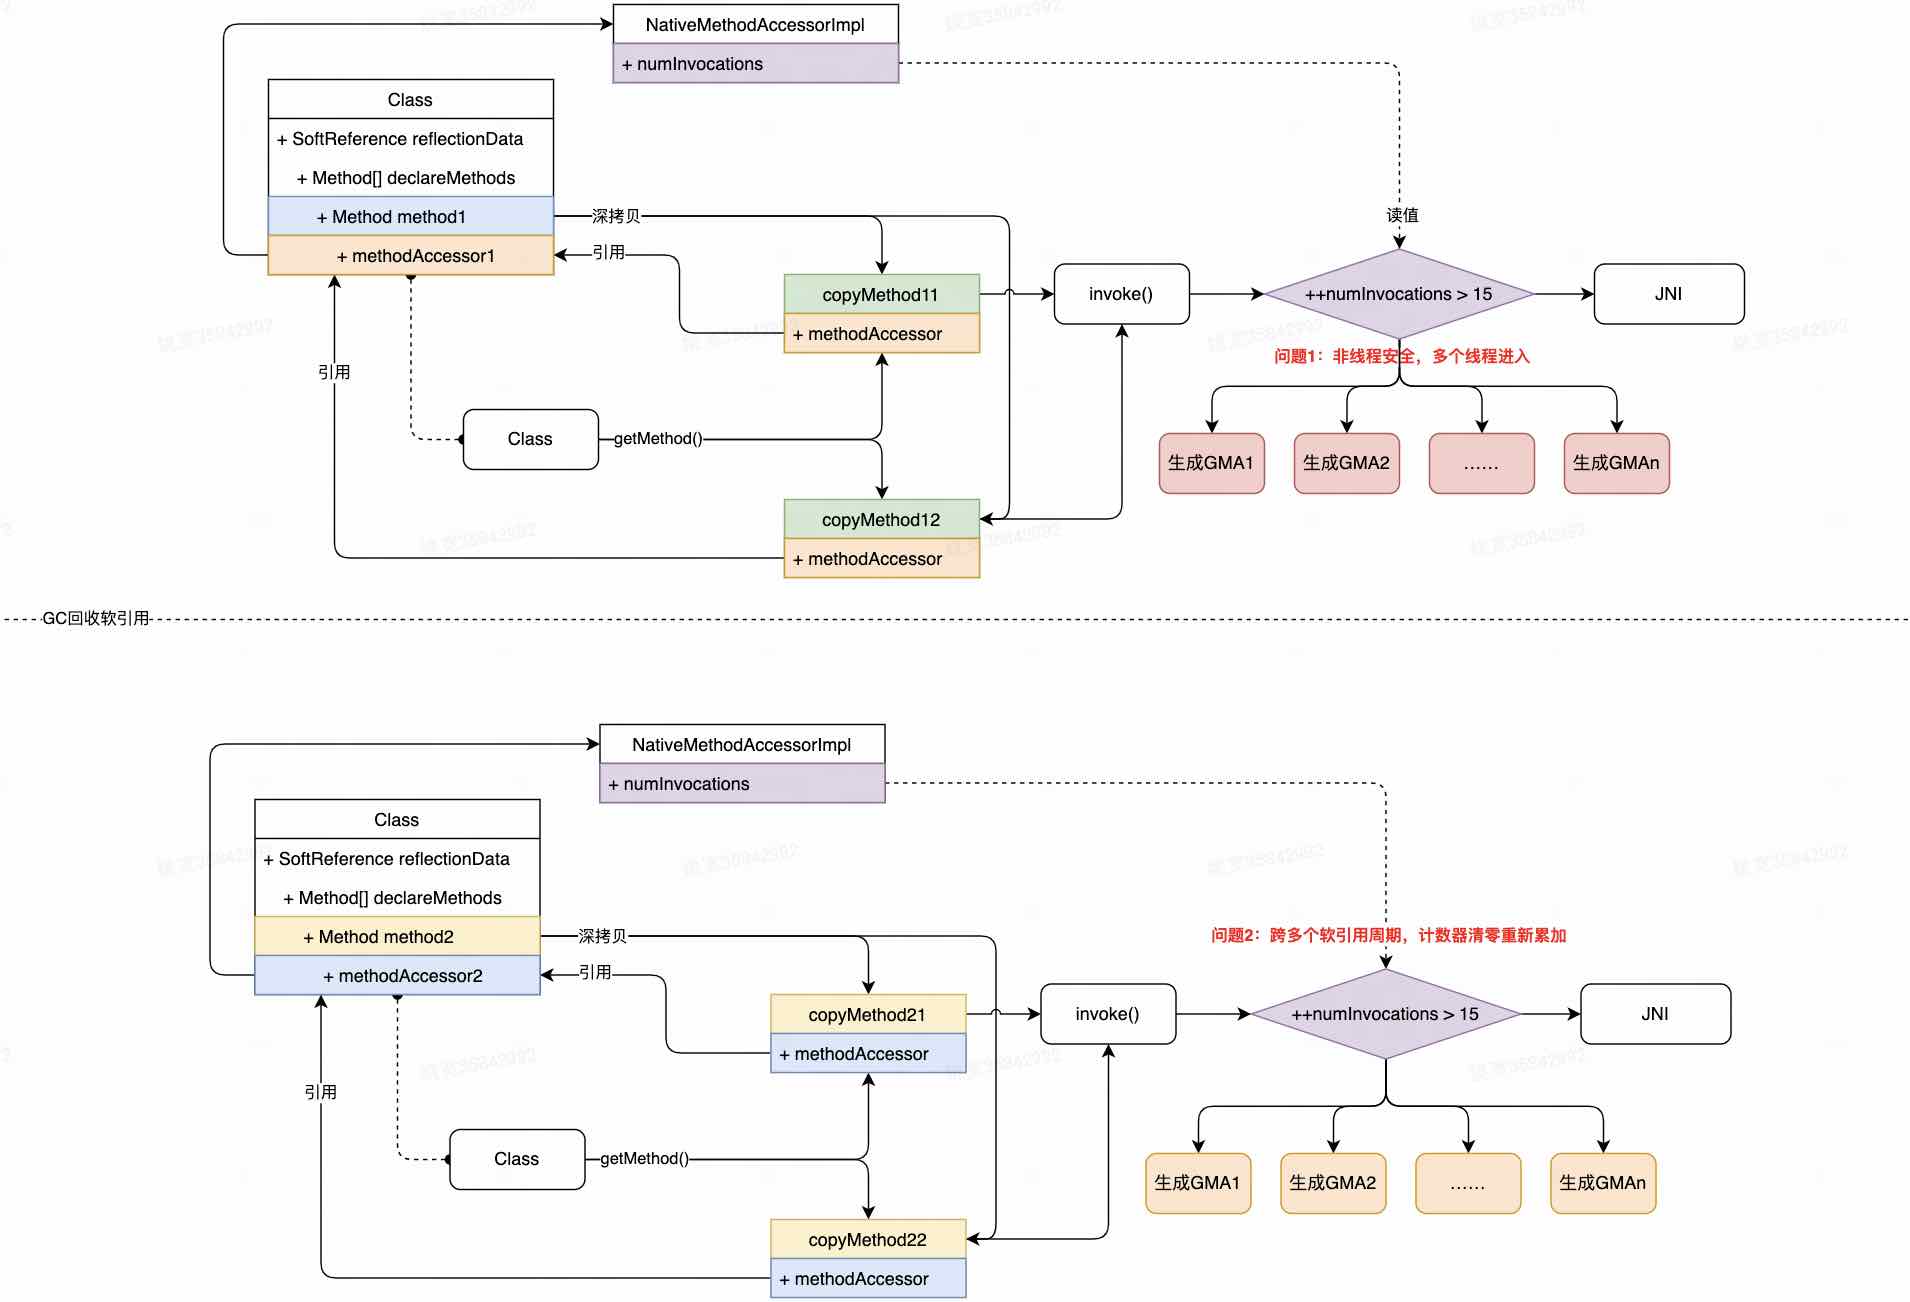 NativeMethodAccessorImpl
+ numInvocations
Class
+ SoftReference reflectionData
+ Method[] declareMethods
+ Method method1
+ methodAccessor1
深拷贝
引用
读值
copyMethod11
+ methodAccessor
invoke()
++numInvocations > 15
JNI
问题1：非线程安全，多个线程进入
引用
Class
getMethod()
生成GMA1
生成GMA2
……
生成GMAn
copyMethod12
+ methodAccessor
GC回收软引用
NativeMethodAccessorImpl
+ numInvocations
Class
+ SoftReference reflectionData
+ Method[] declareMethods
+ Method method2
+ methodAccessor2
深拷贝
引用
问题2：跨多个软引用周期，计数器清零重新累加
copyMethod21
+ methodAccessor
invoke()
++numInvocations > 15
JNI
引用
Class
getMethod()
生成GMA1
生成GMA2
……
生成GMAn
copyMethod22
+ methodAccessor